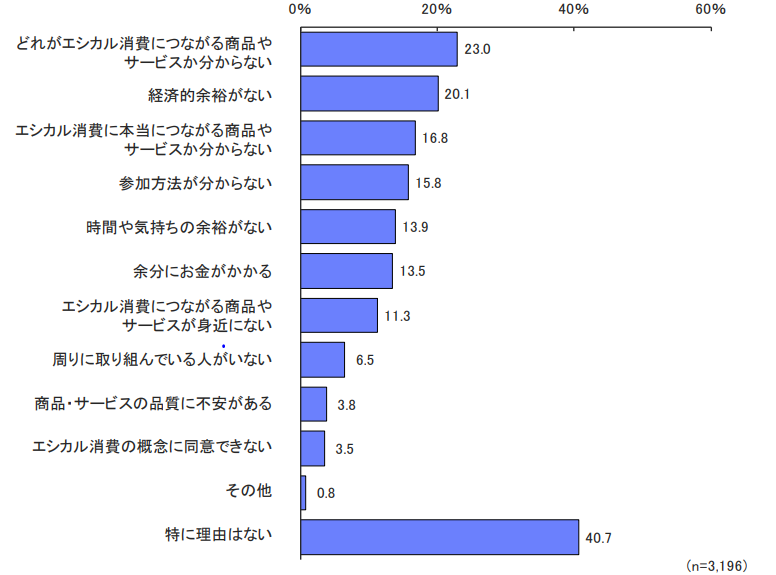 0% 20% 40% 60%
どれがエシカル消費につながる商品や
サービスか分からない
23.0
経済的余裕がない
20.1
エシカル消費に本当につながる商品や
サービスか分からない
16.8
参加方法が分からない
15.8
時間や気持ちの余裕がない
13.9
余分にお金がかかる
13.5
エシカル消費につながる商品や
サービスが身近にない
11.3
周りに取り組んでいる人がいない
6.5
商品・サービスの品質に不安がある
3.8
エシカル消費の概念に同意できない
3.5
その他
0.8
特に理由はない
40.7
(n=3,196)